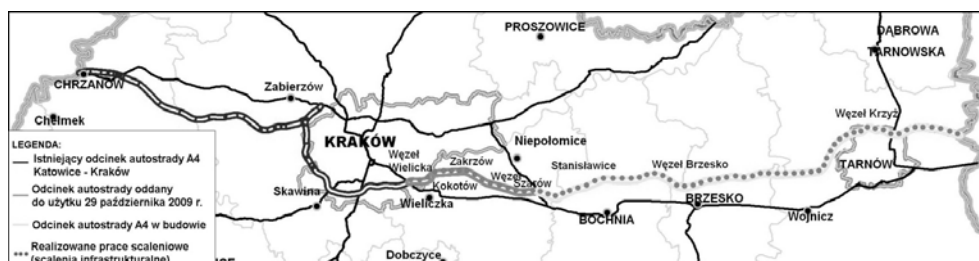 PROSZOWICE
DĄBROWA
TARNOWSKA
CHRZANÓW
Zabierzów
Chełmek
Węzeł Krzyż
LEGENDA:
Istniejący odcinek autostrady A4
Katowice - Kraków
Odcinek autostrady oddany
do użytku 29 października 2009 r.
Odcinek autostrady A4 w budowie
Realizowane prace scaleniowe
(scalenia infrastrukturalne)
KRAKÓW
Węzeł
Wielicka
Zakrzów
Niepołomice
Stanisławice
Węzeł Brzesko
TARNÓW
Skawina
Kokotów
Węzeł
Szarów
Wieliczka
BOCHNIA
BRZESKO
Wojnicz
Dobczyce